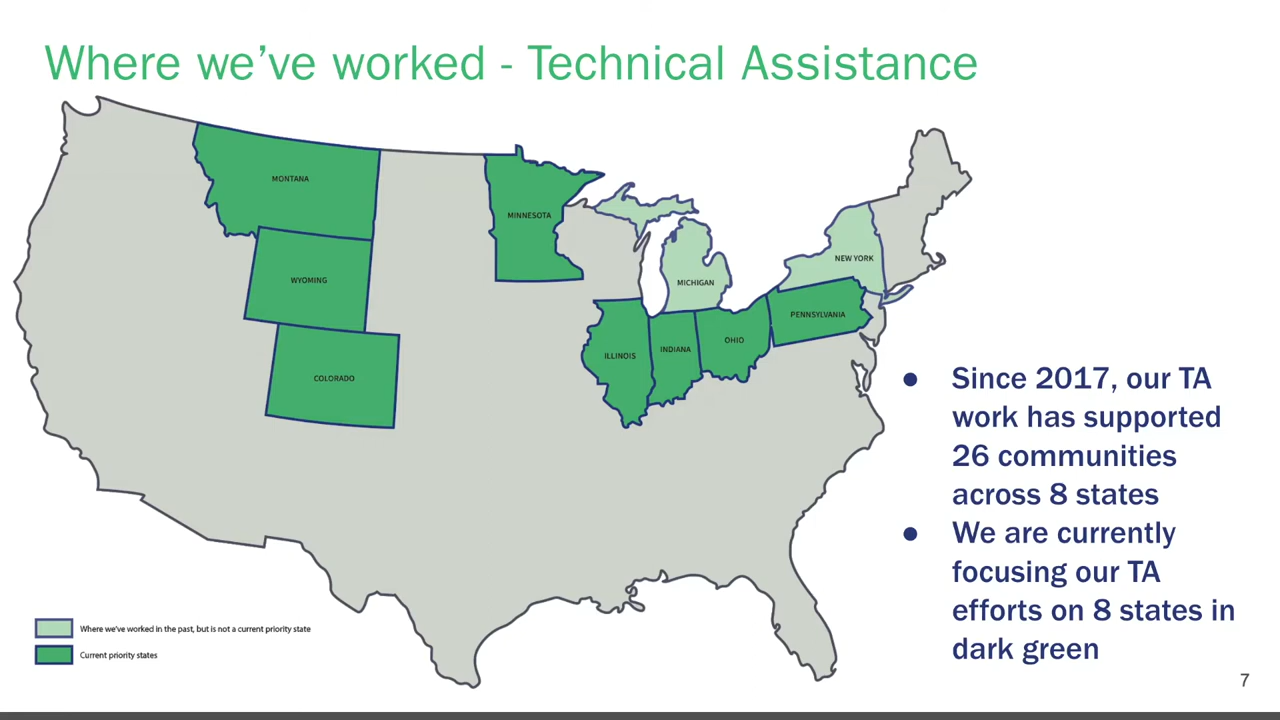 Where we've worked - Technical Assistance
MONTANA
MINNESOTA
WYOMING
COLORADO
MICHIGAN
NEW YORK
PENNSYLVANIA
OHIO
INDIANA
ILLINOIS
● Since 2017, our TA
work has supported
26 communities
across 8 states
● We are currently
focusing our TA
efforts on 8 states in
dark green
Where we've worked in the past, but is not a current priority state
Current priority states
7